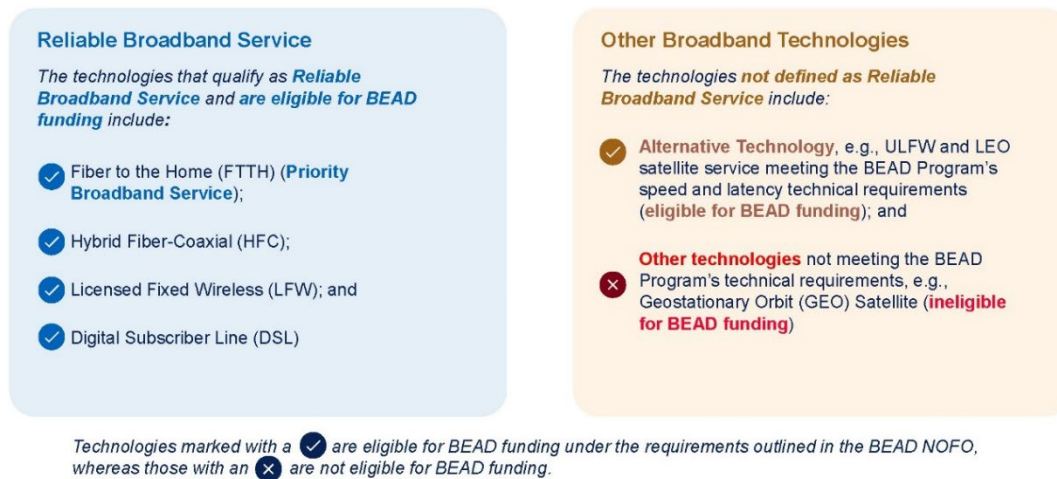 Reliable Broadband Service
The technologies that qualify as Reliable
Broadband Service and are eligible for BEAD
funding include:
Fiber to the Home (FTTH) (Priority
Broadband Service);
Hybrid Fiber-Coaxial (HFC);
Licensed Fixed Wireless (LFW); and
Digital Subscriber Line (DSL)
Other Broadband Technologies
The technologies not defined as Reliable
Broadband Service include:
Alternative Technology, e.g., ULFW and LEO
satellite service meeting the BEAD Program's
speed and latency technical requirements
(eligible for BEAD funding); and
Other technologies not meeting the BEAD
Program's technical requirements, e.g.,
Geostationary Orbit (GEO) Satellite (ineligible
for BEAD funding)
Technologies marked with a are eligible for BEAD funding under the requirements outlined in the BEAD NOFO,
whereas those with an are not eligible for BEAD funding.